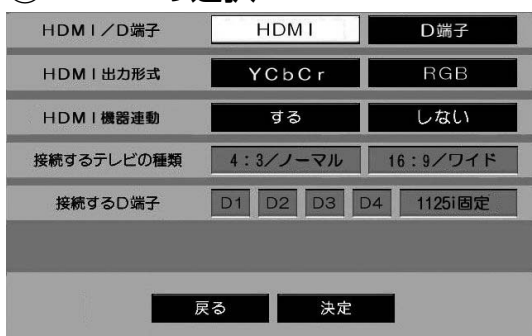 HDMI／D端子 HDMI D端子
HDMI出力形式 YCbCr RGB
HDMI機器連動 する しない
接続するテレビの種類 4：3／ノーマル 16：9／ワイド
接続するD端子 D1 D2 D3 D4 1125i固定
戻る 決定